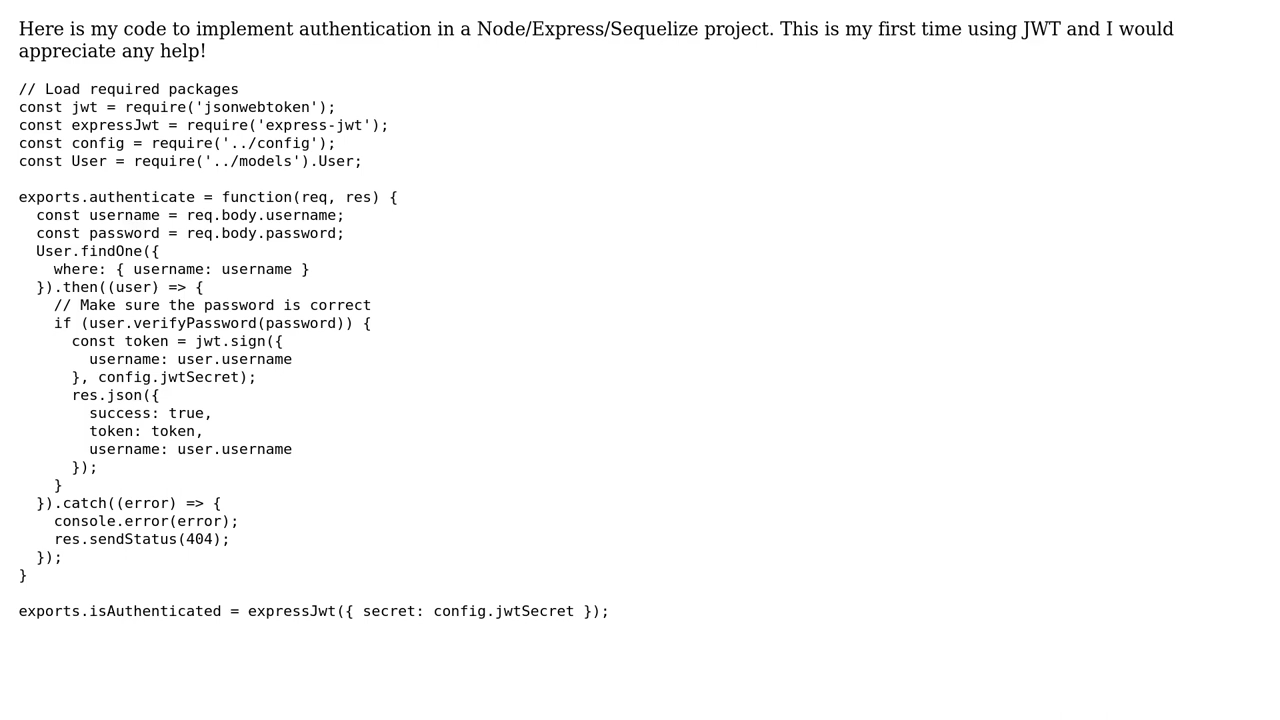 Here is my code to implement authentication in a Node/Express/Sequelize project. This is my first time using JWT and I would
appreciate any help!
// Load required packages
const jwt = require('jsonwebtoken');
const expressJwt = require('express-jwt');
const config = require('../config');
const User = require('../models').User;

exports.authenticate = function(req, res) {
  const username = req.body.username;
  const password = req.body.password;
  User.findOne({
    where: { username: username }
  }).then((user) => {
    // Make sure the password is correct
    if (user.verifyPassword(password)) {
      const token = jwt.sign({
        username: user.username
      }, config.jwtSecret);
      res.json({
        success: true,
        token: token,
        username: user.username
      });
    }
  }).catch((error) => {
    console.error(error);
    res.sendStatus(404);
  });
}

exports.isAuthenticated = expressJwt({ secret: config.jwtSecret });